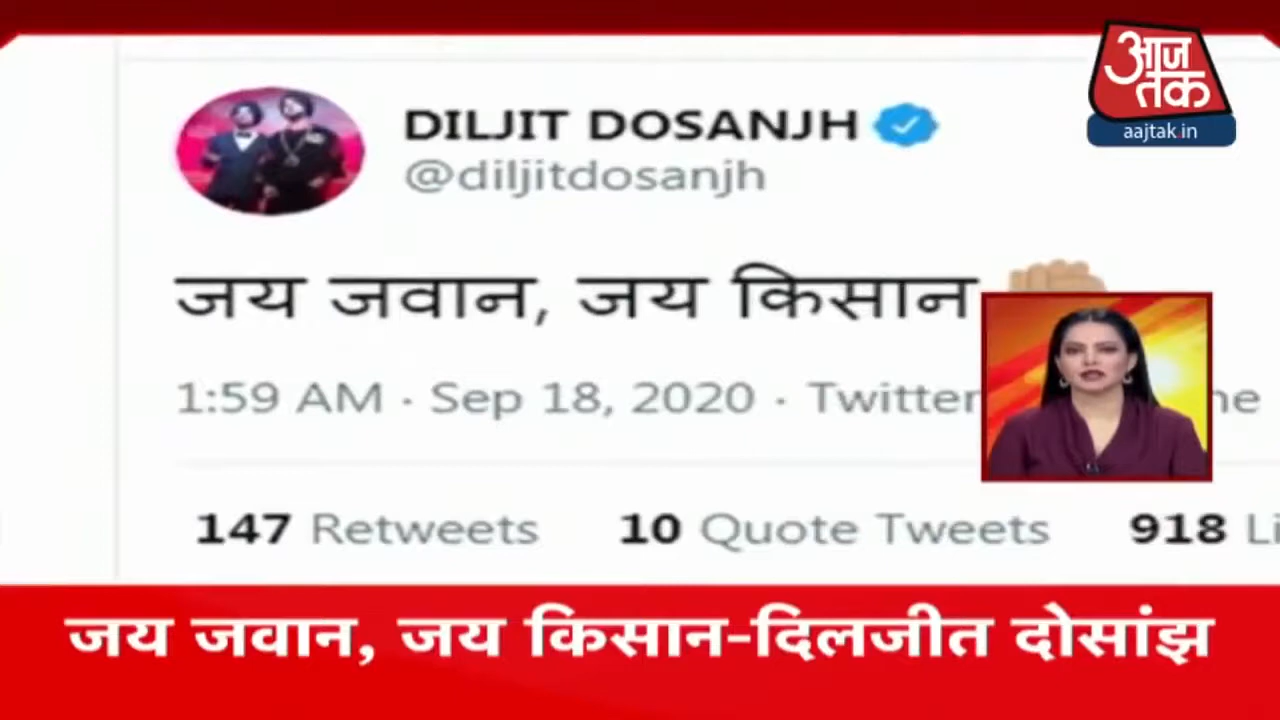 आज
तक
aajtak.in
DILJIT DOSANJH
@diljitdosanjh
जय जवान, जय किसान
1:59 AM · Sep 18, 2020 · Twitter
147 Retweets 10 Quote Tweets 918
जय जवान, जय किसान-दिलजीत दोसांझ